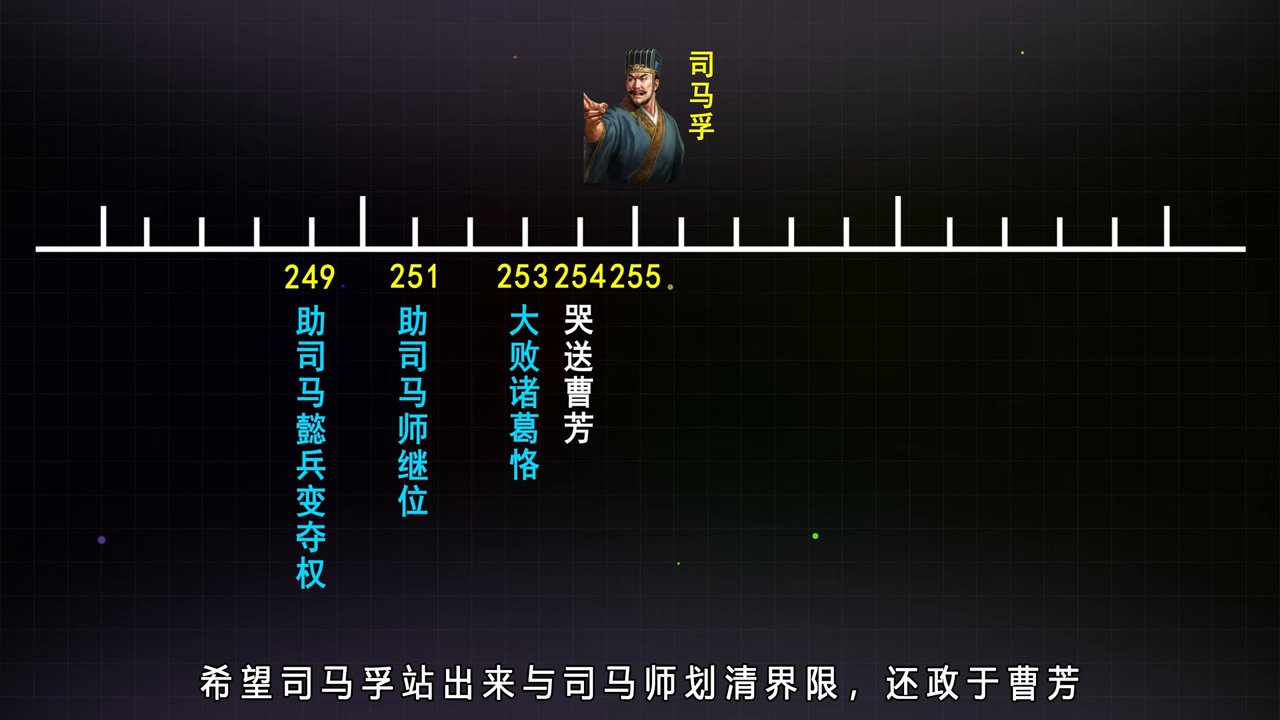 司马孚
249
251
253
254
255
助司马懿兵变夺权
助司马师继位
大败诸葛恪
哭送曹芳
希望司马孚站出来与司马师划清界限，还政于曹芳